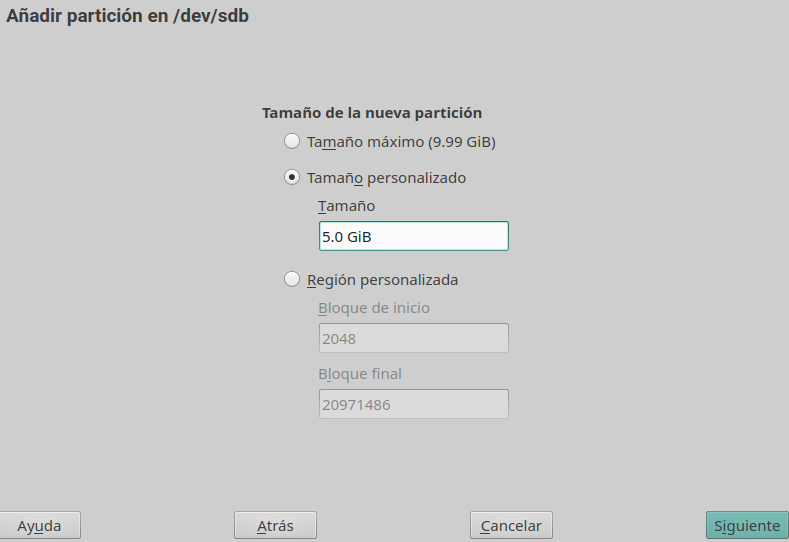 Añadir partición en /dev/sdb
Tamaño de la nueva partición
Tamaño máximo (9.99 GiB)
Tamaño personalizado
Tamaño
5.0 GiB
Región personalizada
Bloque de inicio
2048
Bloque final
20971486
Ayuda
Atrás
Cancelar
Siguiente